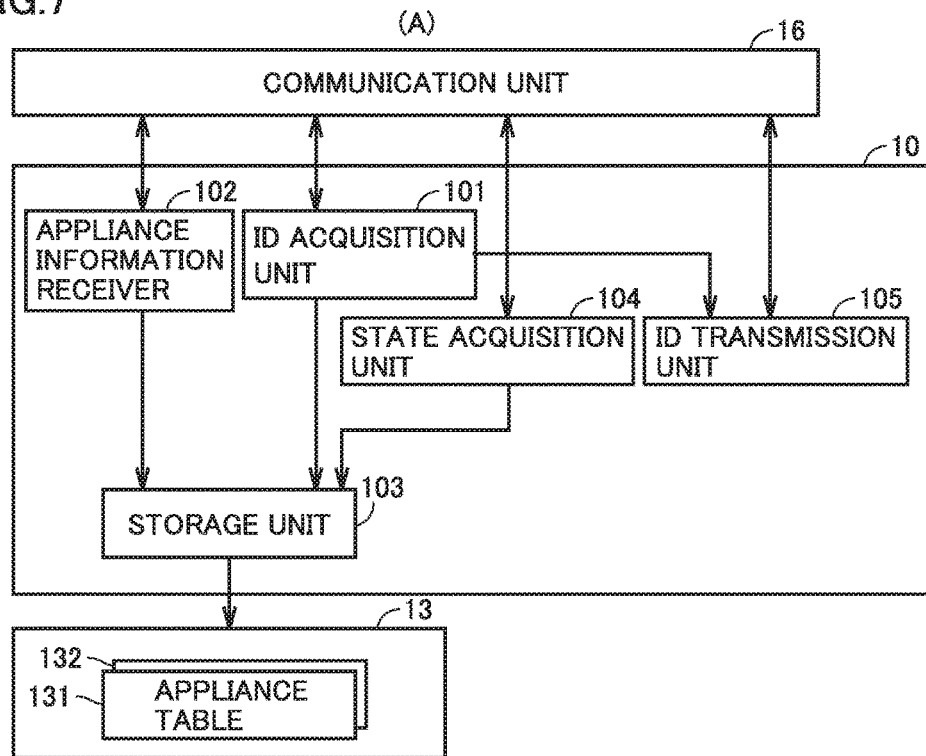 FIG.7
(A)
16
COMMUNICATION UNIT
10
102
APPLIANCE
INFORMATION
RECEIVER
101
ID ACQUISITION
UNIT
104
STATE ACQUISITION
UNIT
105
ID TRANSMISSION
UNIT
103
STORAGE UNIT
13
132
131
APPLIANCE
TABLE